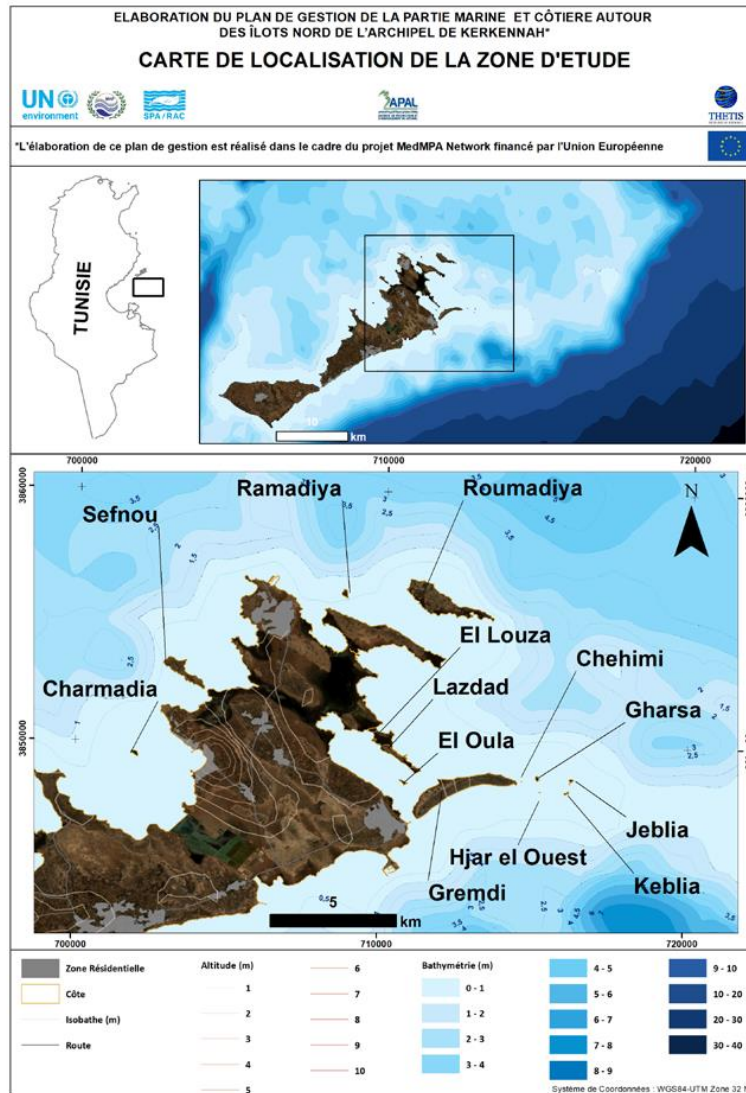 ELABORATION DU PLAN DE GESTION DE LA PARTIE MARINE ET CÔTIERE AUTOUR
DES ÎLOTS NORD DE L'ARCHIPEL DE KERKENNAH*
CARTE DE LOCALISATION DE LA ZONE D'ETUDE
UN
environment
SPA/RAC
APAL
THETIS
*L'élaboration de ce plan de gestion est réalisé dans le cadre du projet MedMPA Network financé par l'Union Européenne
TUNISIE
10
km
700000
710000
720000
3860000
Ramadiya
Roumadiya
N
Sefnou
El Louza
Chehimi
Charmadia
Lazdad
Gharsa
El Oula
3850000
Jeblia
Hjar el Ouest
Keblia
Gremdi
5
km
700000
710000
720000
Zone Résidentielle
Côte
Isobathe (m)
Route
Altitude (m)
1
2
3
4
5
6
7
8
9
10
Bathymétrie (m)
0 - 1
1 - 2
2 - 3
3 - 4
4 - 5
5 - 6
6 - 7
7 - 8
8 - 9
9 - 10
10 - 20
20 - 30
30 - 40
Système de Coordonnées : WGS84-UTM Zone 32 N